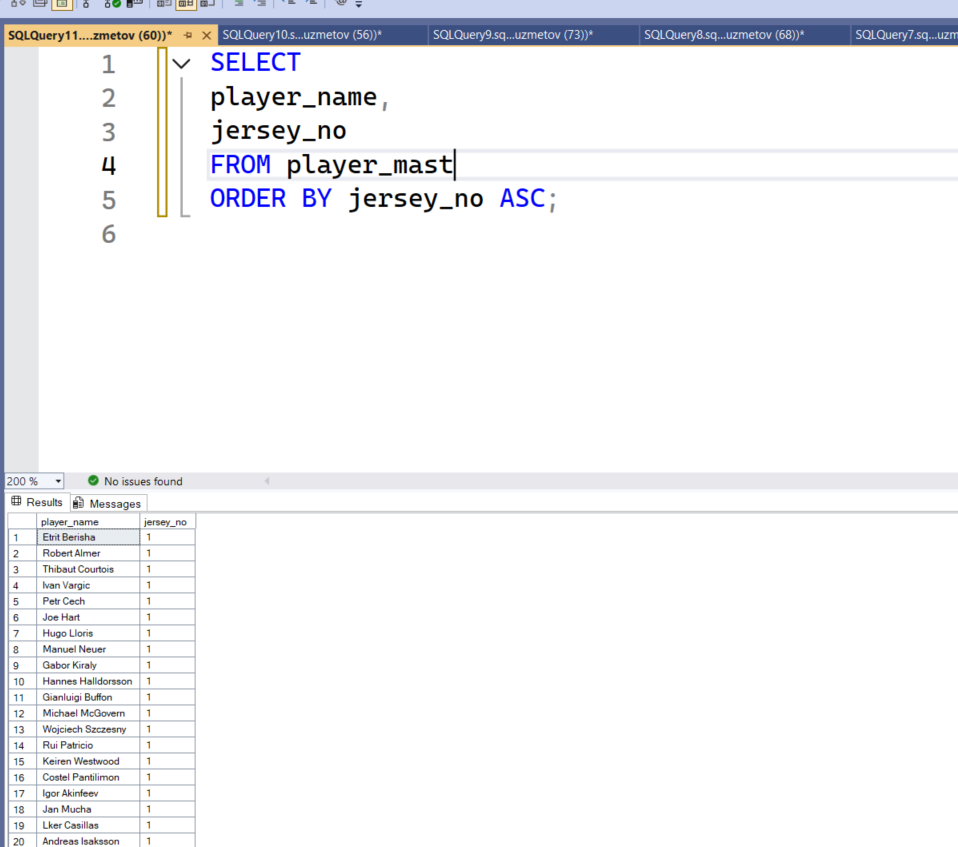 SQLQuery11....zmetov (60))* SQLQuery10.s...uzmetov (56))* SQLQuery9.sq...uzmetov (73))* SQLQuery8.sq...uzmetov (68))* SQLQuery7.sq...uzm
1 SELECT
2 player_name,
3 jersey_no
4 FROM player_mast
5 ORDER BY jersey_no ASC;
6
200 % No issues found
Results Messages
player_name jersey_no
1 Etrit Berisha 1
2 Robert Almer 1
3 Thibaut Courtois 1
4 Ivan Vargic 1
5 Petr Cech 1
6 Joe Hart 1
7 Hugo Lloris 1
8 Manuel Neuer 1
9 Gabor Kiraly 1
10 Hannes Halldorsson 1
11 Gianluigi Buffon 1
12 Michael McGovern 1
13 Wojciech Szczesny 1
14 Rui Patricio 1
15 Keiren Westwood 1
16 Costel Pantilimon 1
17 Igor Akinfeev 1
18 Jan Mucha 1
19 Lker Casillas 1
20 Andreas Isaksson 1